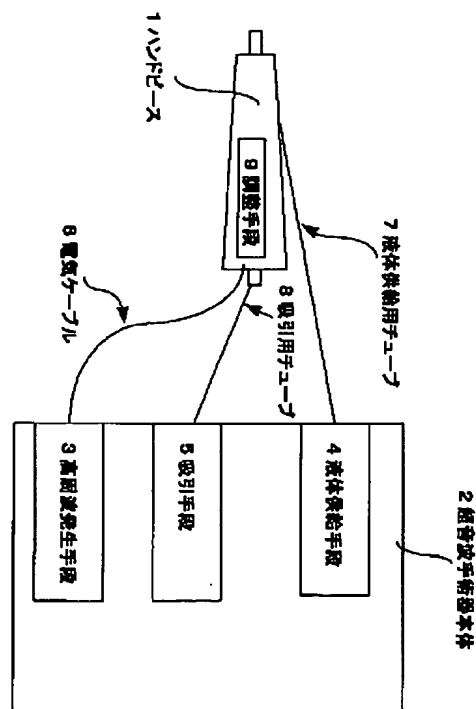 1 ハンドピース
9 調整手段
6 電気ケーブル
8 吸引用チューブ
7 液体供給用チューブ
3 高周波発生手段
5 吸引手段
4 液体供給手段
2 超音波手術器本体